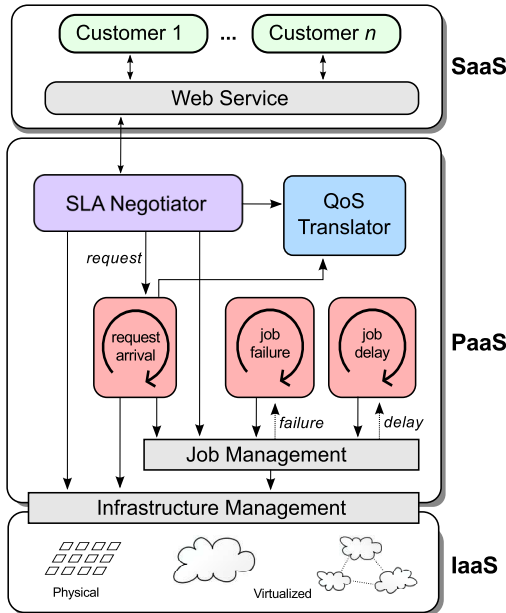 Customer 1 ... Customer n
SaaS
Web Service
SLA Negotiator
QoS
Translator
request
request
arrival
job
failure
job
delay
PaaS
failure
delay
Job Management
Infrastructure Management
IaaS
Physical
Virtualized